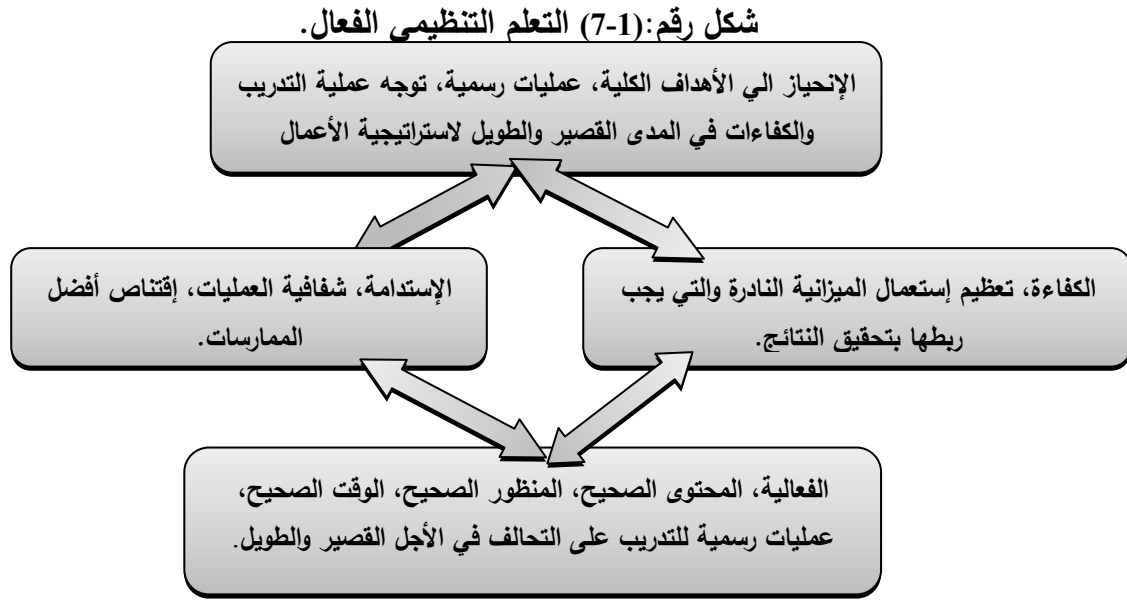 شكل رقم:(1-7) التعلم التنظيمي الفعال.
الإنحياز الي الأهداف الكلية، عمليات رسمية، توجه عملية التدريب
والكفاءات في المدى القصير والطويل لاستراتيجية الأعمال
الكفاءة، تعظيم إستعمال الميزانية النادرة والتي يجب
ربطها بتحقيق النتائج.
الإستدامة، شفافية العمليات، إقتناص أفضل
الممارسات.
الفعالية، المحتوى الصحيح، المنظور الصحيح، الوقت الصحيح،
عمليات رسمية للتدريب على التحالف في الأجل القصير والطويل.